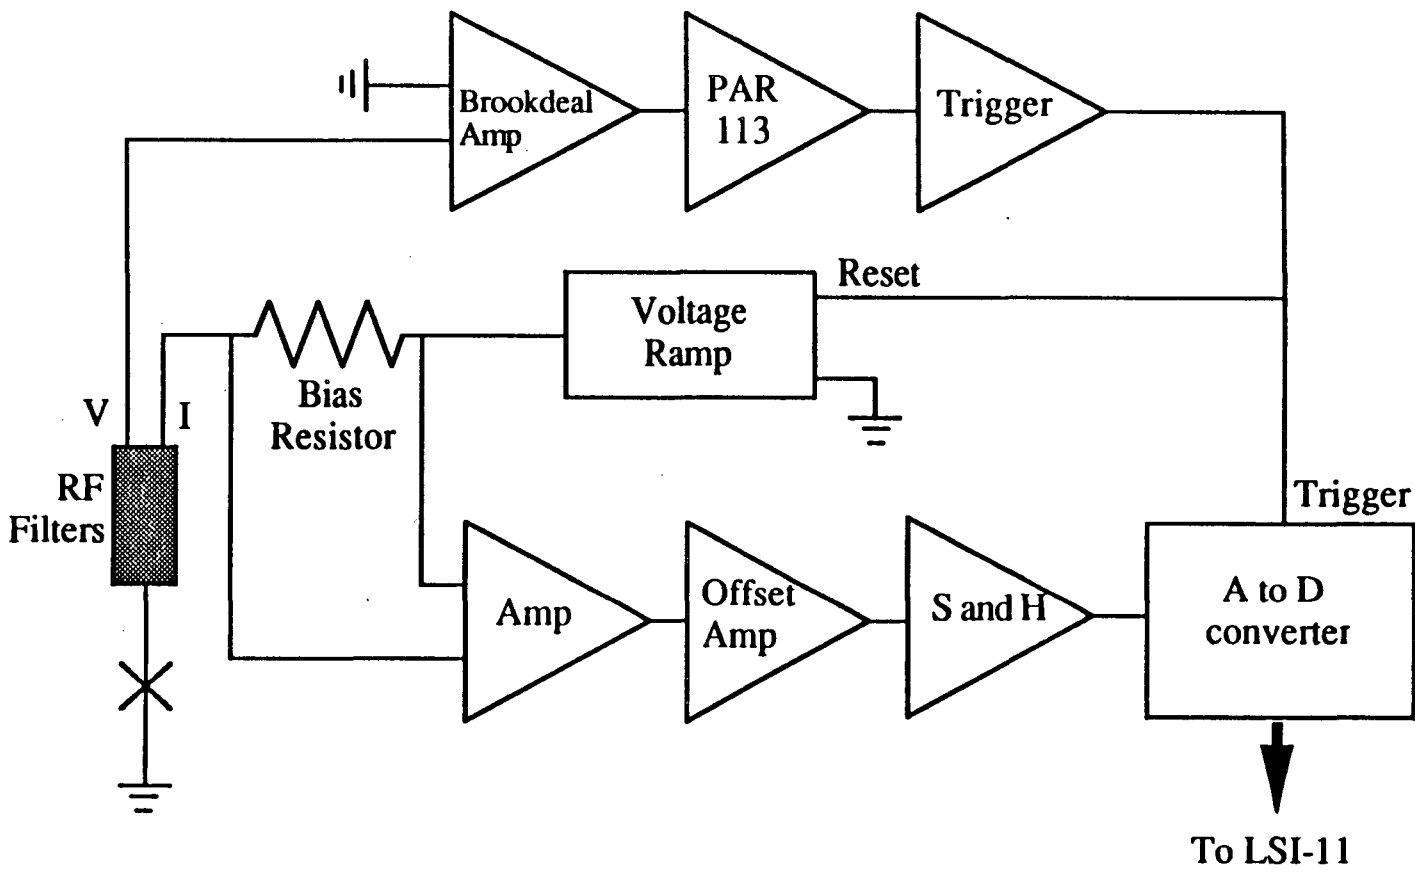 Brookdeal
Amp
PAR
113
Trigger
Reset
Voltage
Ramp
Bias
Resistor
V
I
RF
Filters
Trigger
Amp
Offset
Amp
S and H
A to D
converter
To LSI-11